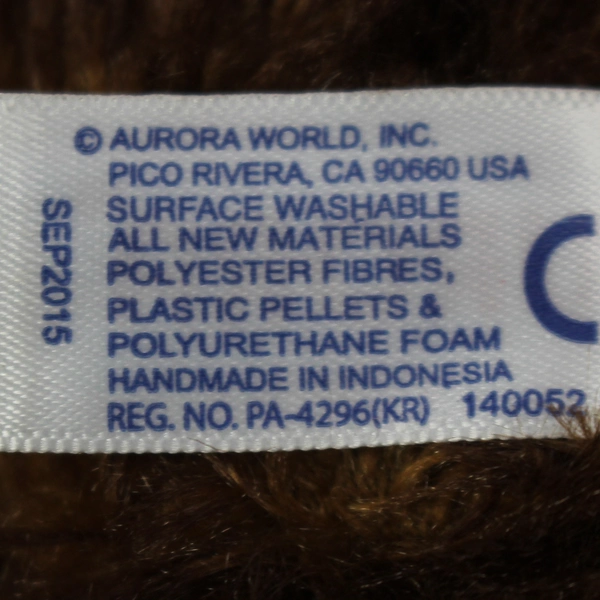 © AURORA WORLD, INC.
PICO RIVERA, CA 90660 USA
SURFACE WASHABLE
ALL NEW MATERIALS
POLYESTER FIBRES,
PLASTIC PELLETS &
POLYURETHANE FOAM
HANDMADE IN INDONESIA
REG. NO. PA-4296(KR) 140052
SEP2015
C